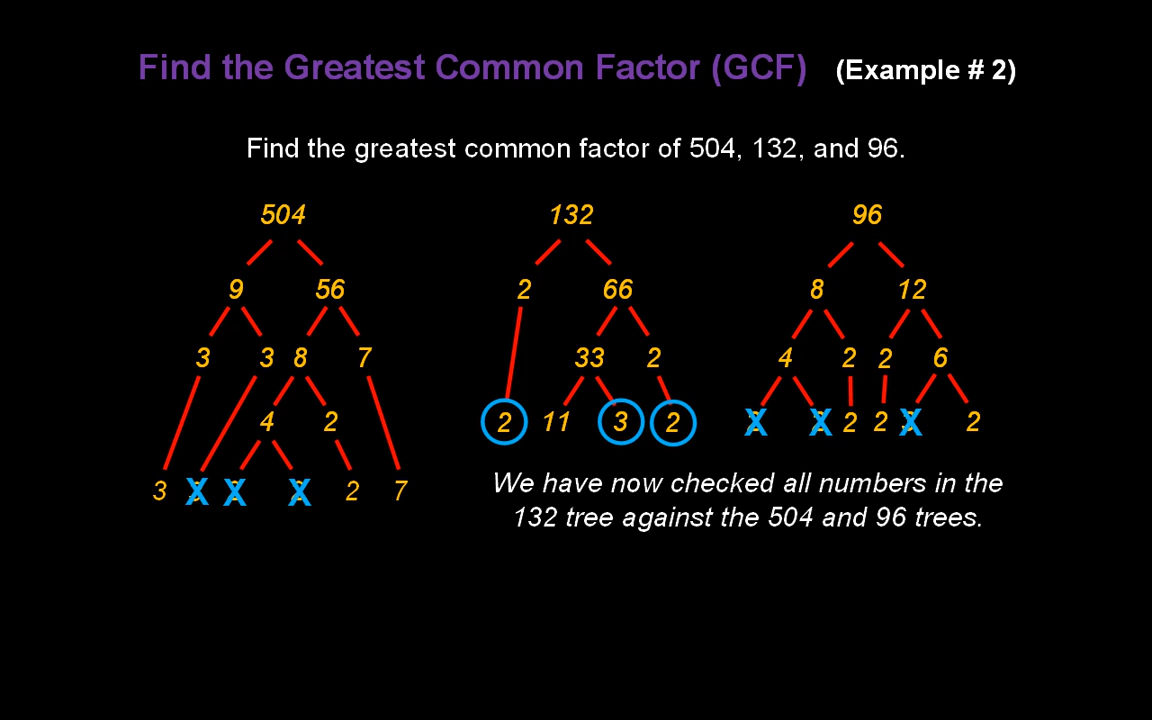 Find the Greatest Common Factor (GCF) (Example # 2)
Find the greatest common factor of 504, 132, and 96.
504 132 96
9 56 2 66 8 12
3 3 8 7 33 2 4 2 2 6
4 2 2 11 3 2 X X 2 2 X 2
3 X X X 2 7
We have now checked all numbers in the
132 tree against the 504 and 96 trees.